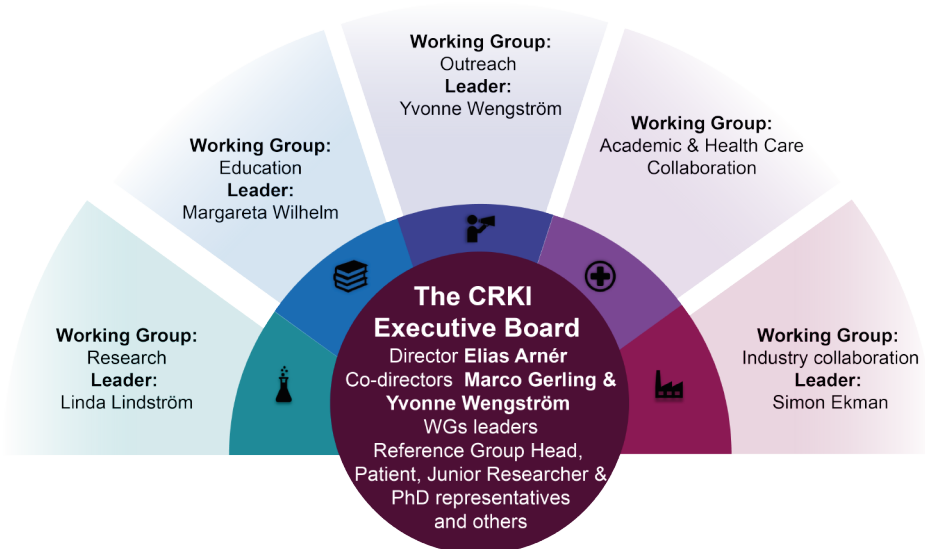 Working Group:
Research
Leader:
Linda Lindström
Working Group:
Education
Leader:
Margareta Wilhelm
Working Group:
Outreach
Leader:
Yvonne Wengström
Working Group:
Academic & Health Care
Collaboration
Working Group:
Industry collaboration
Leader:
Simon Ekman
The CRKI
Executive Board
Director Elias Arnér
Co-directors Marco Gerling &
Yvonne Wengström
WGs leaders
Reference Group Head,
Patient, Junior Researcher &
PhD representatives
and others